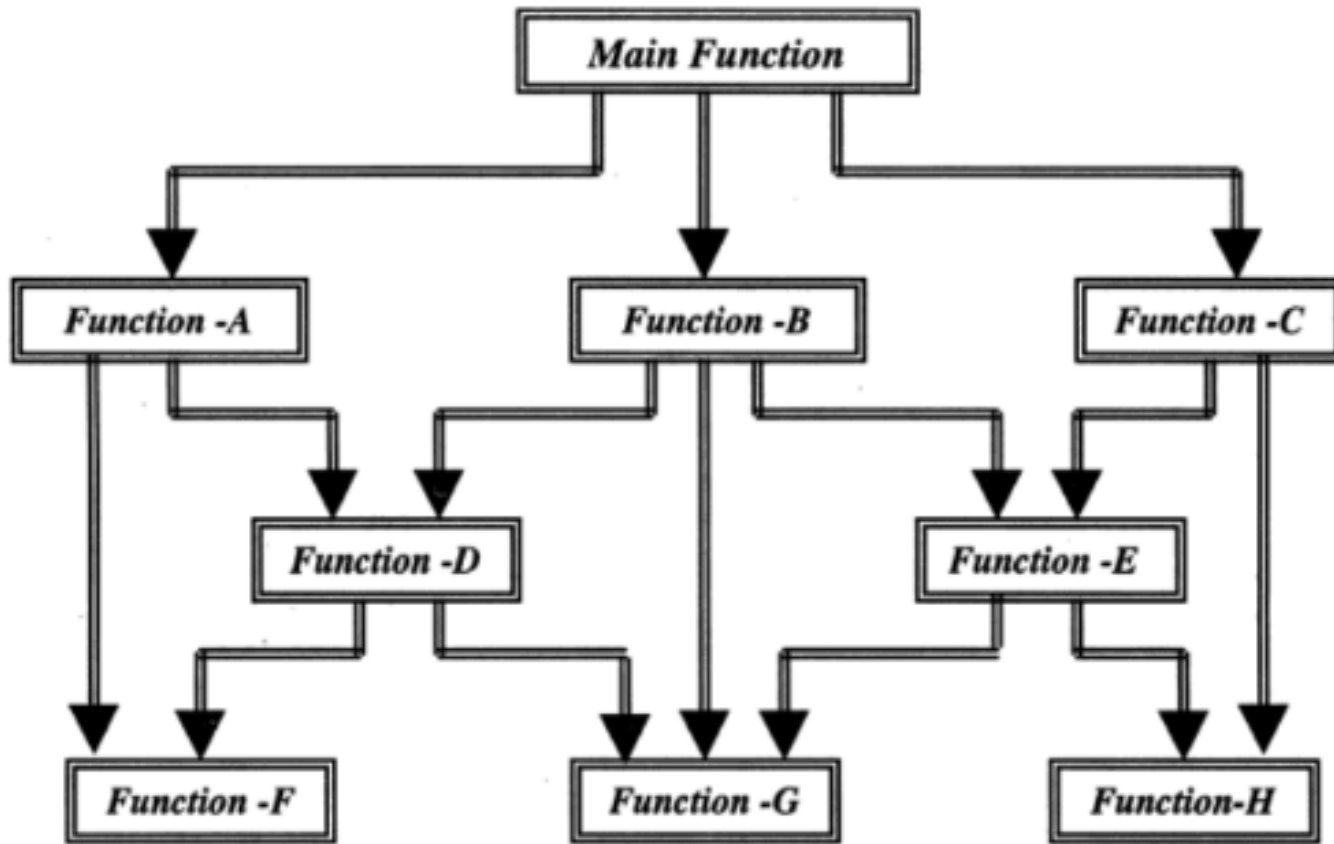 Main Function
Function -A
Function -B
Function -C
Function -D
Function -E
Function -F
Function -G
Function-H